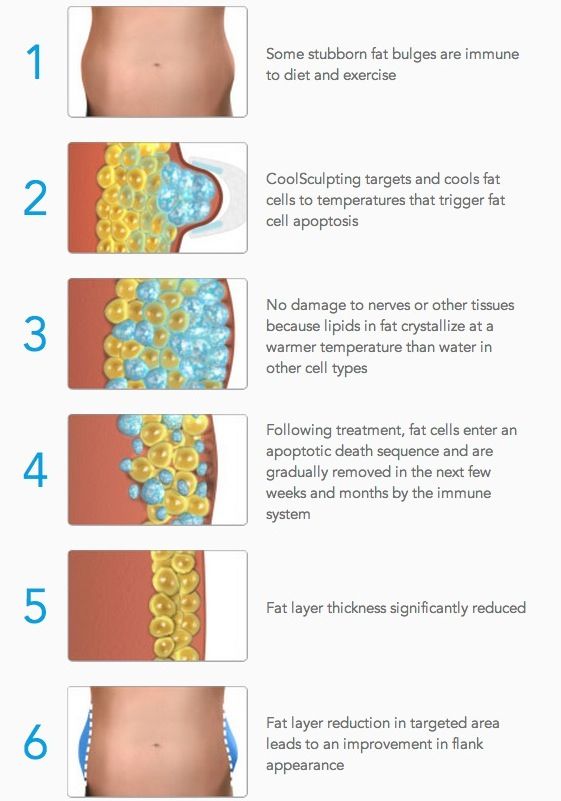 1
Some stubborn fat bulges are immune
to diet and exercise
2
CoolSculpting targets and cools fat
cells to temperatures that trigger fat
cell apoptosis
3
No damage to nerves or other tissues
because lipids in fat crystallize at a
warmer temperature than water in
other cell types
4
Following treatment, fat cells enter an
apoptotic death sequence and are
gradually removed in the next few
weeks and months by the immune
system
5
Fat layer thickness significantly reduced
6
Fat layer reduction in targeted area
leads to an improvement in flank
appearance